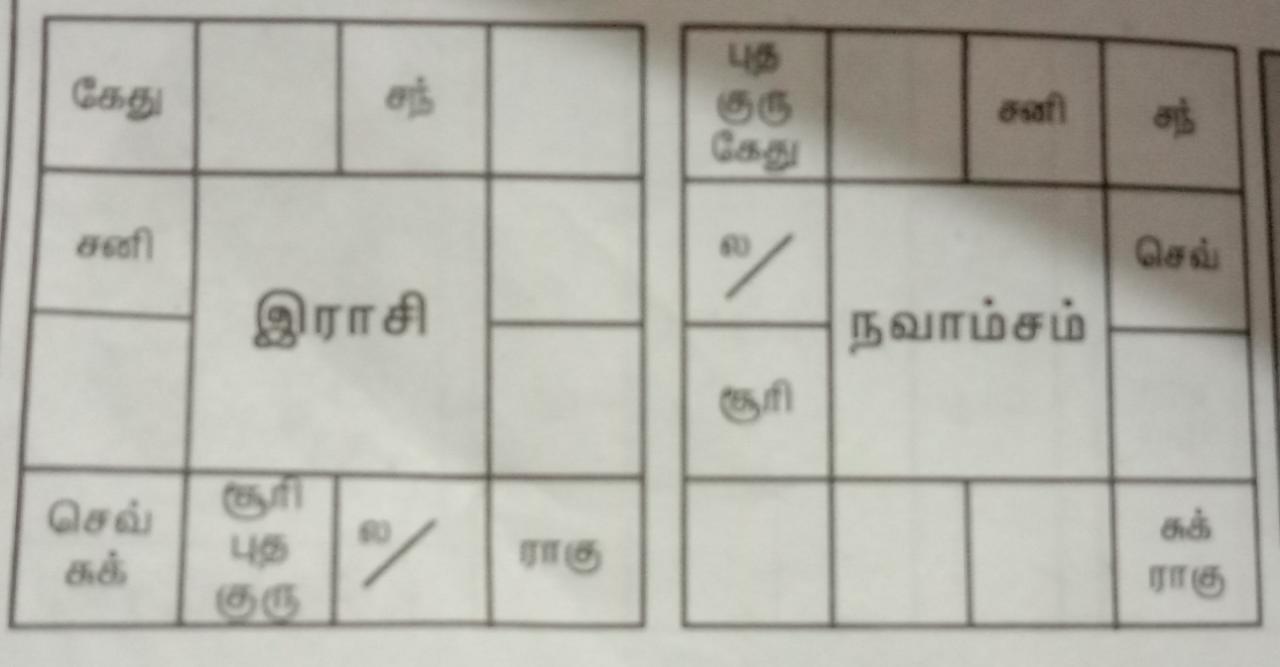 கேது
சந்
சனி
இராசி
செவ்
சுக்
சூரி
புத
குரு
ல
ராகு
புத
குரு
கேது
சனி
சந்
ல
செவ்
நவாம்சம்
சூரி
சுக்
ராகு